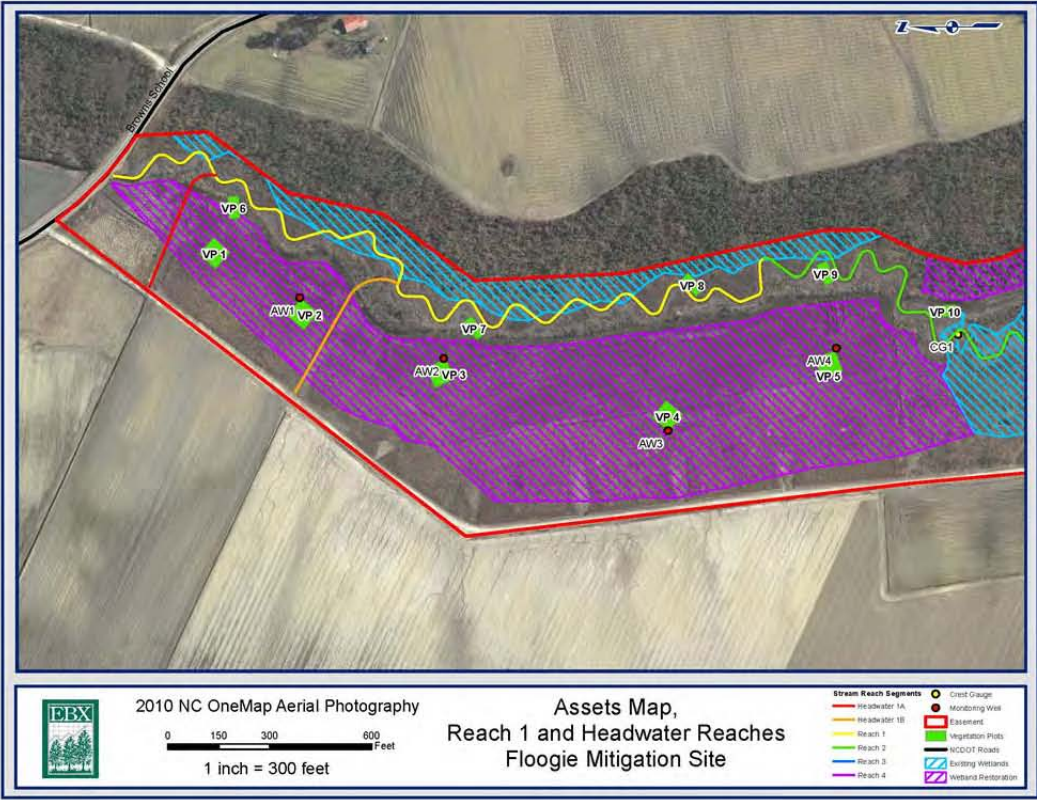 Z
Browns School
VP 6
VP 1
AW1 VP 2
VP 7
AW2 VP 3
VP 8
VP 9
VP 10
CG1
AW4
VP 5
VP 4
AW3
EBX
2010 NC OneMap Aerial Photography
0 150 300 600
Feet
1 inch = 300 feet
Assets Map,
Reach 1 and Headwater Reaches
Floogie Mitigation Site
Stream Reach Segments
Headwater 1A
Headwater 1B
Reach 1
Reach 2
Reach 3
Reach 4
Crest Gauge
Monitoring Well
Easement
Vegetation Plots
NCDOT Roads
Existing Wetlands
Wetland Restoration